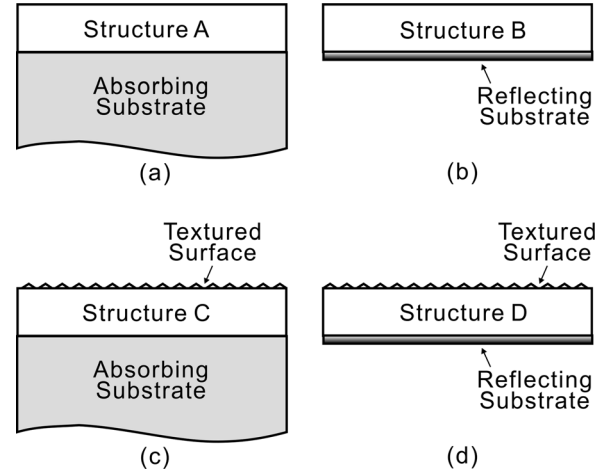 Structure A
Absorbing
Substrate
(a)
Structure B
Reflecting
Substrate
(b)
Textured
Surface
Structure C
Absorbing
Substrate
(c)
Textured
Surface
Structure D
Reflecting
Substrate
(d)